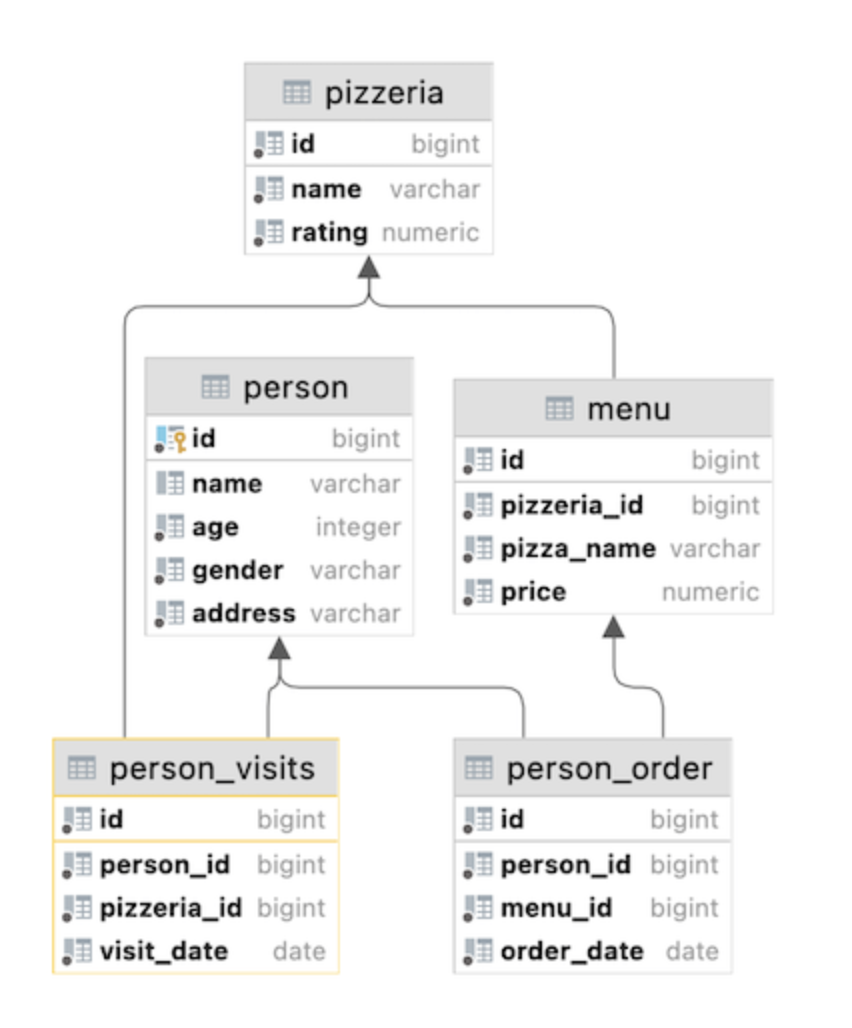 pizzeria
id bigint
name varchar
rating numeric
person
id bigint
name varchar
age integer
gender varchar
address varchar
menu
id bigint
pizzeria_id bigint
pizza_name varchar
price numeric
person_visits
id bigint
person_id bigint
pizzeria_id bigint
visit_date date
person_order
id bigint
person_id bigint
menu_id bigint
order_date date